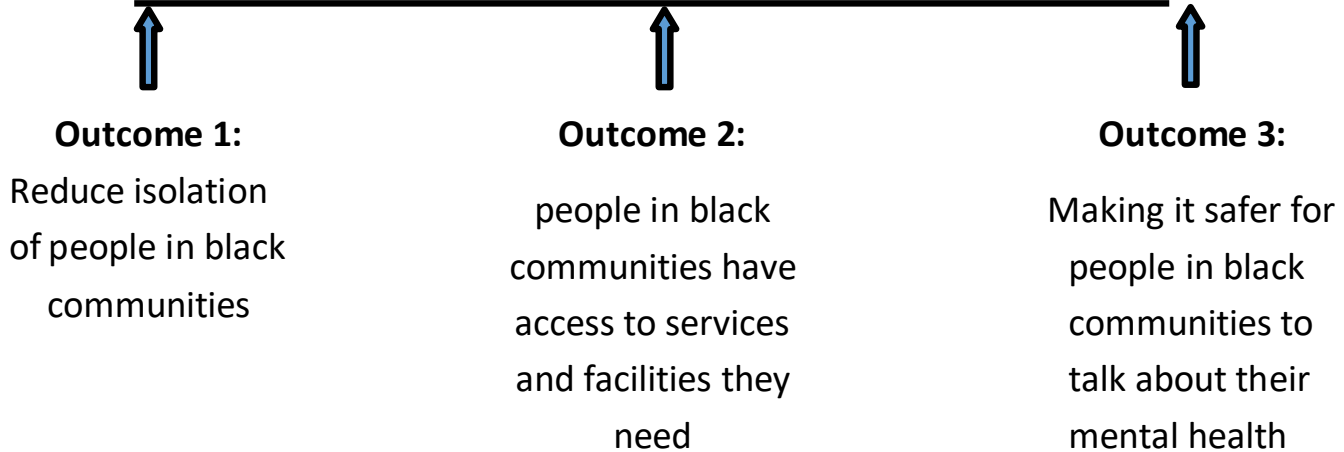 Outcome 1:
Reduce isolation
of people in black
communities
Outcome 2:
people in black
communities have
access to services
and facilities they
need
Outcome 3:
Making it safer for
people in black
communities to
talk about their
mental health